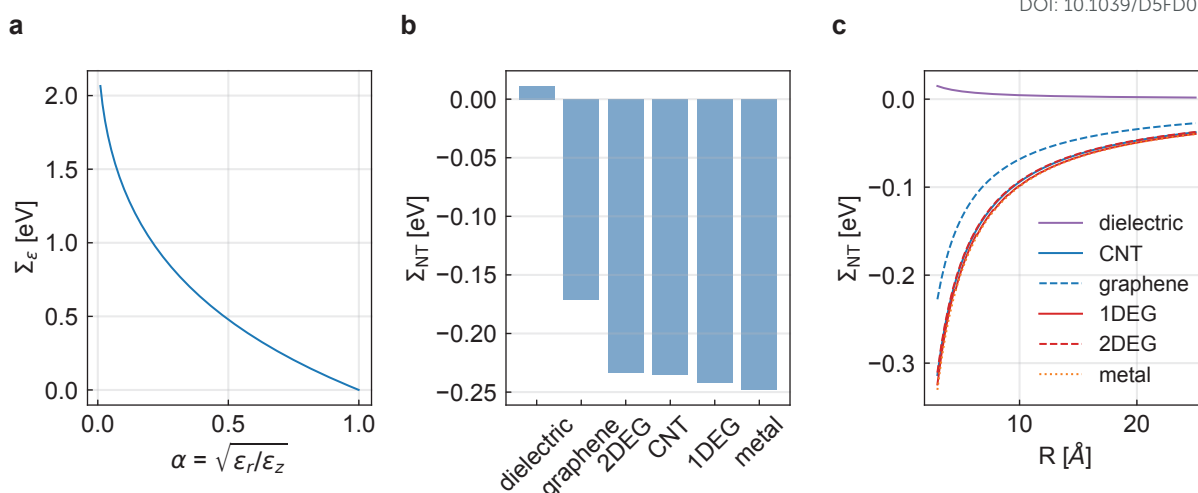 DOI: 10.1039/D5FD0
a
b
c
2.0
1.5
1.0
0.5
0.0
Σε [eV]
0.0
0.5
1.0
α = √εr/εz
0.00
−0.05
−0.10
−0.15
−0.20
−0.25
ΣNT [eV]
dielectric
graphene
2DEG
CNT
1DEG
metal
0.0
−0.1
−0.2
−0.3
ΣNT [eV]
dielectric
CNT
graphene
1DEG
2DEG
metal
10
20
R [Å]